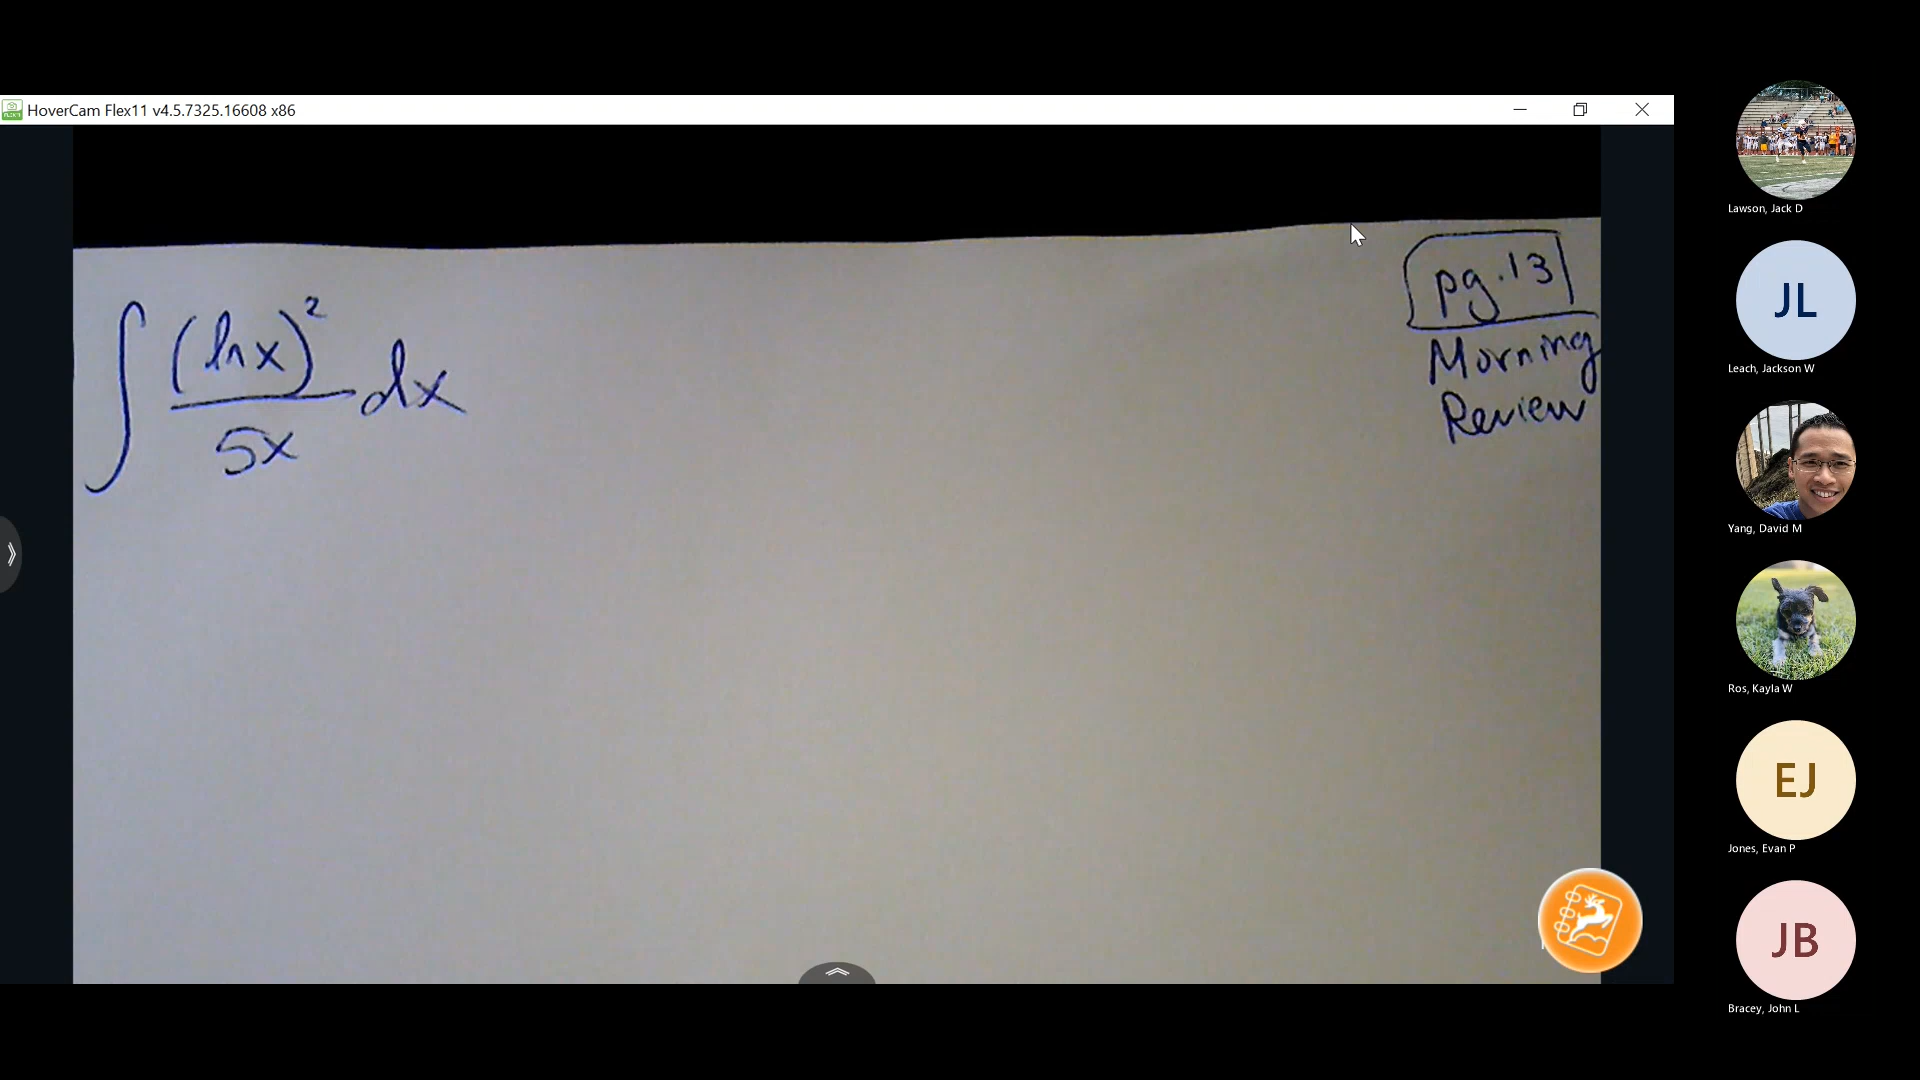 HoverCam Flex11 v4.5.7325.16608 x86
∫ (ln x)² / 5x dx
pg. 13
Morning
Review
Lawson, Jack D
JL
Leach, Jackson W
Yang, David M
Ros, Kayla W
EJ
Jones, Evan P
JB
Bracey, John L